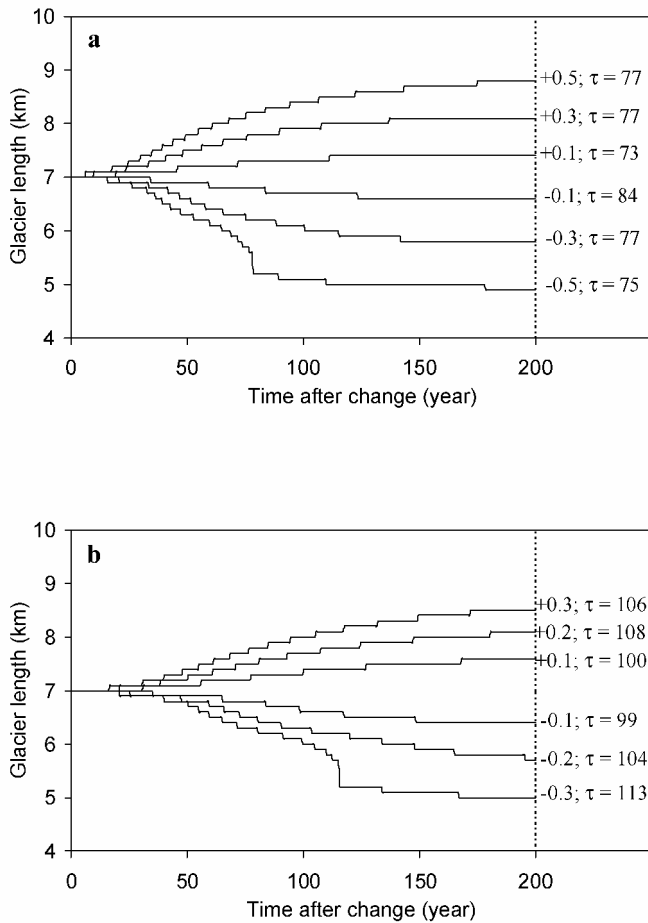 a
10
9
8
7
6
5
4
Glacier length (km)
+0.5; τ = 77
+0.3; τ = 77
+0.1; τ = 73
-0.1; τ = 84
-0.3; τ = 77
-0.5; τ = 75
0 50 100 150 200
Time after change (year)
b
10
9
8
7
6
5
4
Glacier length (km)
+0.3; τ = 106
+0.2; τ = 108
+0.1; τ = 100
-0.1; τ = 99
-0.2; τ = 104
-0.3; τ = 113
0 50 100 150 200
Time after change (year)